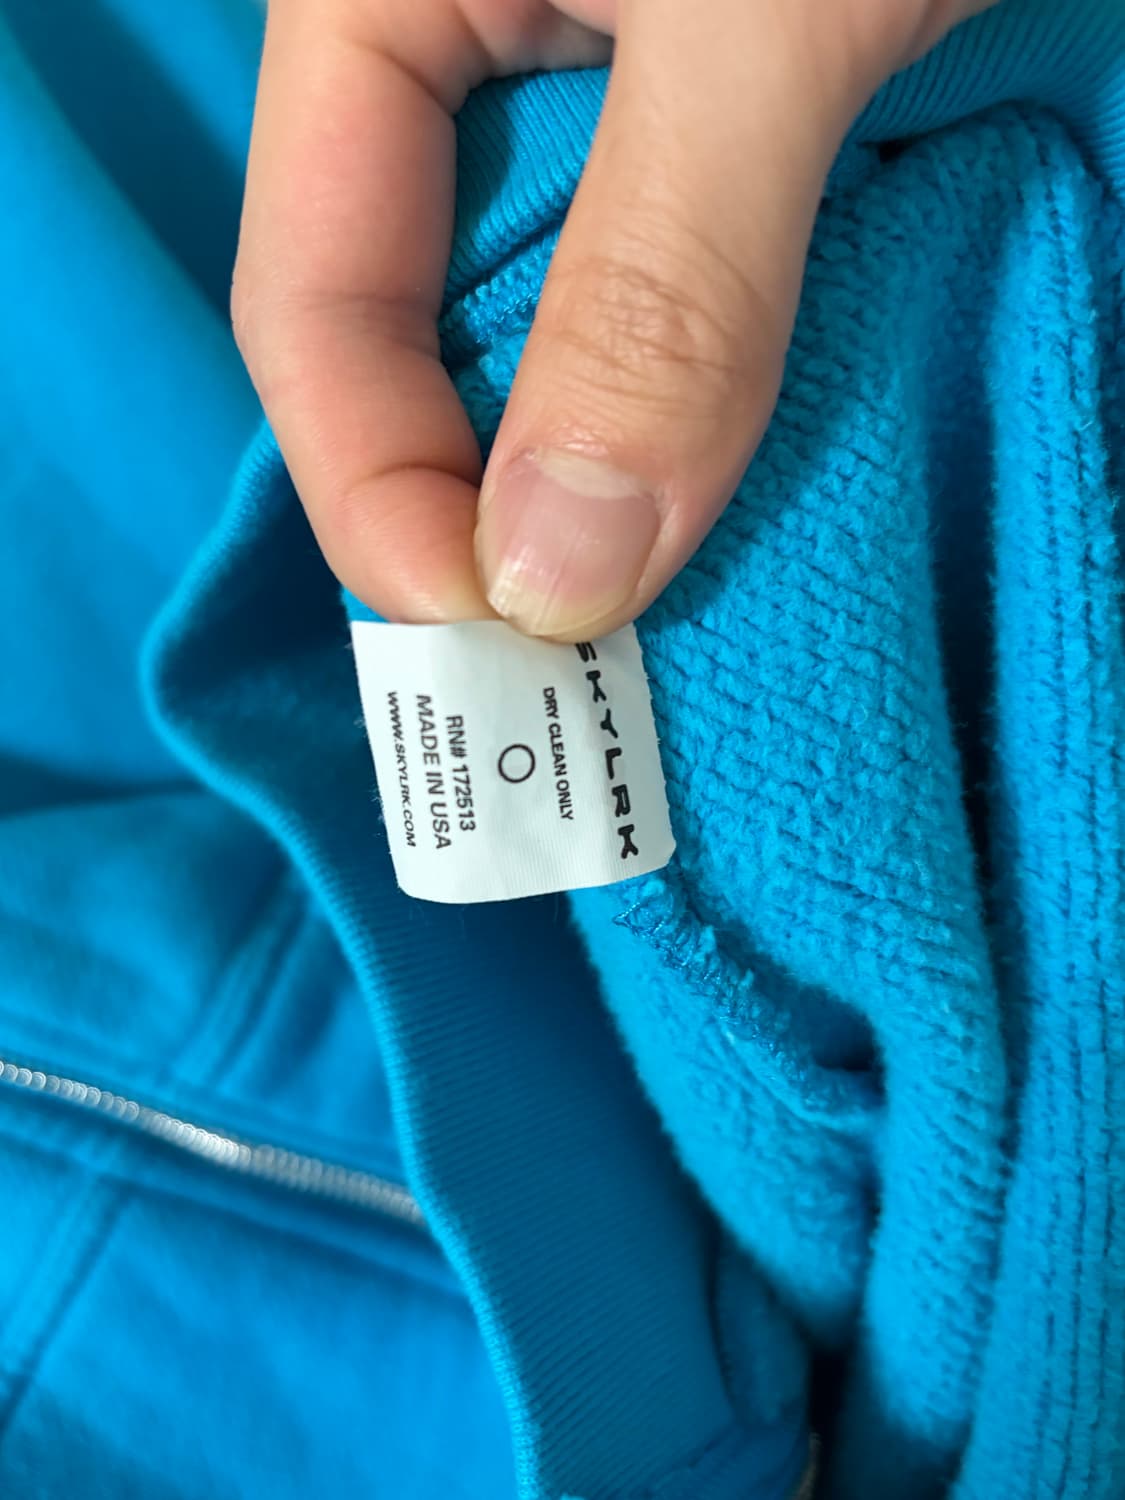 SKYLRK
DRY CLEAN ONLY
RN# 172513
MADE IN USA
WWW.SKYLRK.COM